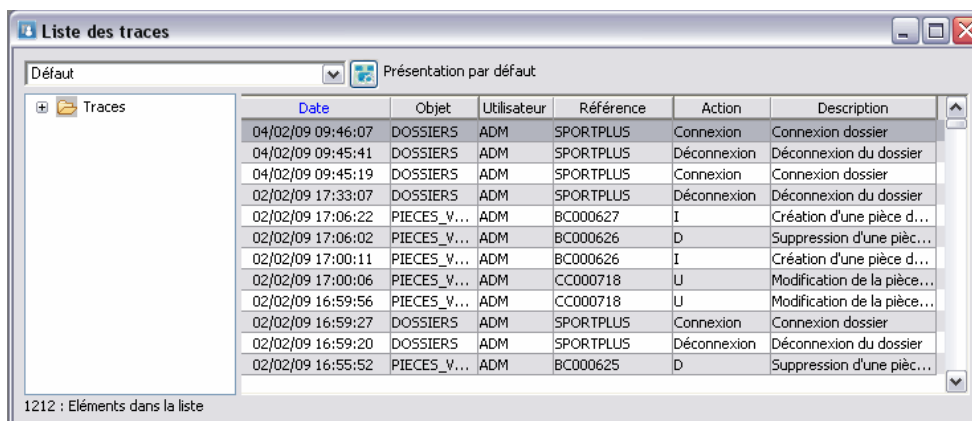 Liste des traces
Défaut Présentation par défaut
Traces
Date Objet Utilisateur Référence Action Description
04/02/09 09:46:07 DOSSIERS ADM SPORTPLUS Connexion Connexion dossier
04/02/09 09:45:41 DOSSIERS ADM SPORTPLUS Déconnexion Déconnexion du dossier
04/02/09 09:45:19 DOSSIERS ADM SPORTPLUS Connexion Connexion dossier
02/02/09 17:33:07 DOSSIERS ADM SPORTPLUS Déconnexion Déconnexion du dossier
02/02/09 17:06:22 PIECES_V... ADM BC000627 I Création d'une pièce d...
02/02/09 17:06:02 PIECES_V... ADM BC000626 D Suppression d'une pièc...
02/02/09 17:00:11 PIECES_V... ADM BC000626 I Création d'une pièce d...
02/02/09 17:00:06 PIECES_V... ADM CC000718 U Modification de la pièce...
02/02/09 16:59:56 PIECES_V... ADM CC000718 U Modification de la pièce...
02/02/09 16:59:27 DOSSIERS ADM SPORTPLUS Connexion Connexion dossier
02/02/09 16:59:20 DOSSIERS ADM SPORTPLUS Déconnexion Déconnexion du dossier
02/02/09 16:55:52 PIECES_V... ADM BC000625 D Suppression d'une pièc...
1212 : Eléments dans la liste